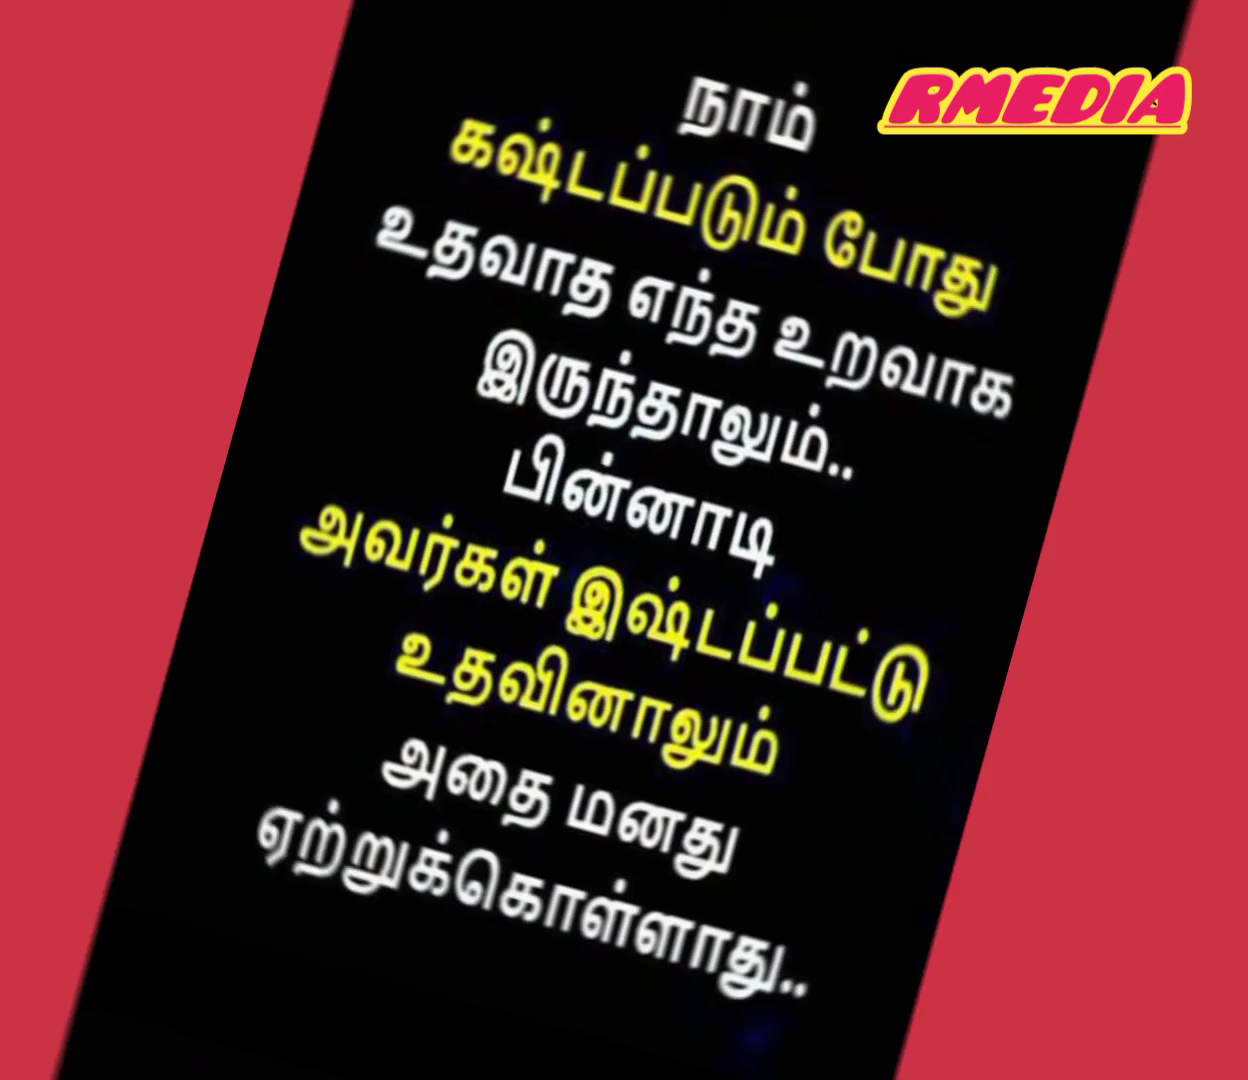 RMEDIA
நாம்
கஷ்டப்படும் போது
உதவாத எந்த உறவாக
இருந்தாலும்..
பின்னாடி
அவர்கள் இஷ்டப்பட்டு
உதவினாலும்
அதை மனது
ஏற்றுக்கொள்ளாது..